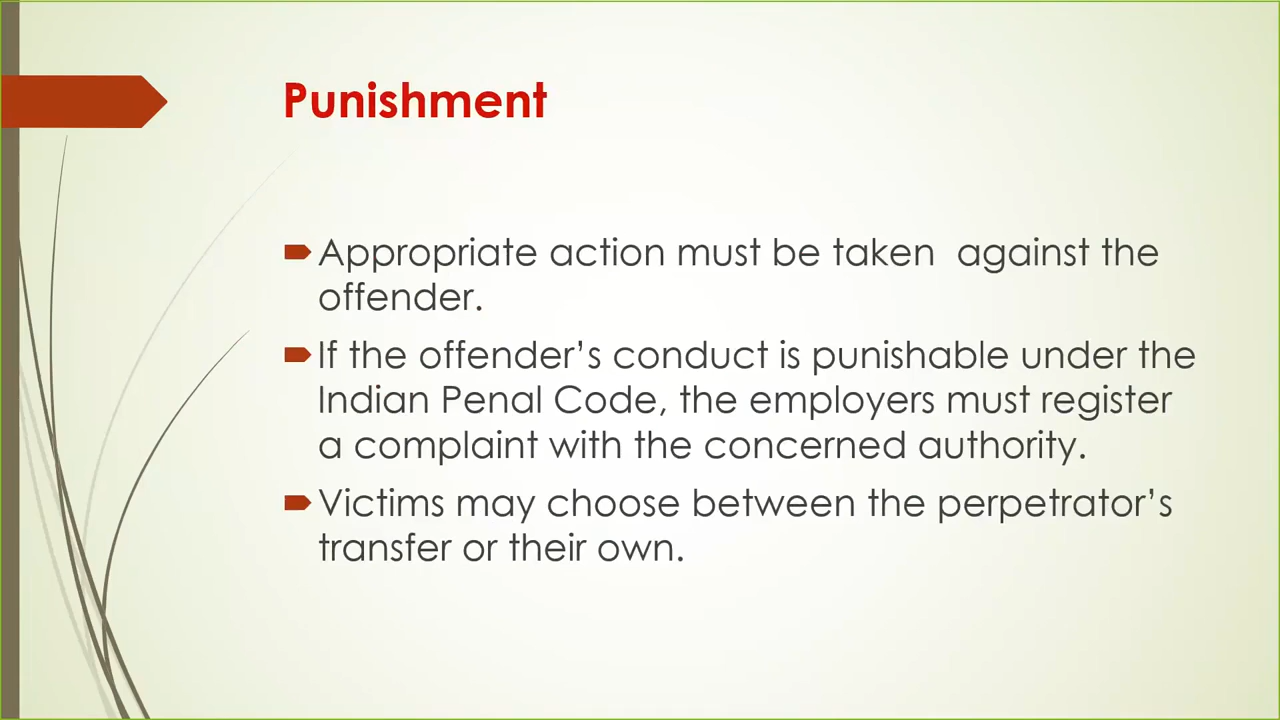 Punishment
Appropriate action must be taken  against the
offender.
If the offender’s conduct is punishable under the
Indian Penal Code, the employers must register
a complaint with the concerned authority.
Victims may choose between the perpetrator’s
transfer or their own.